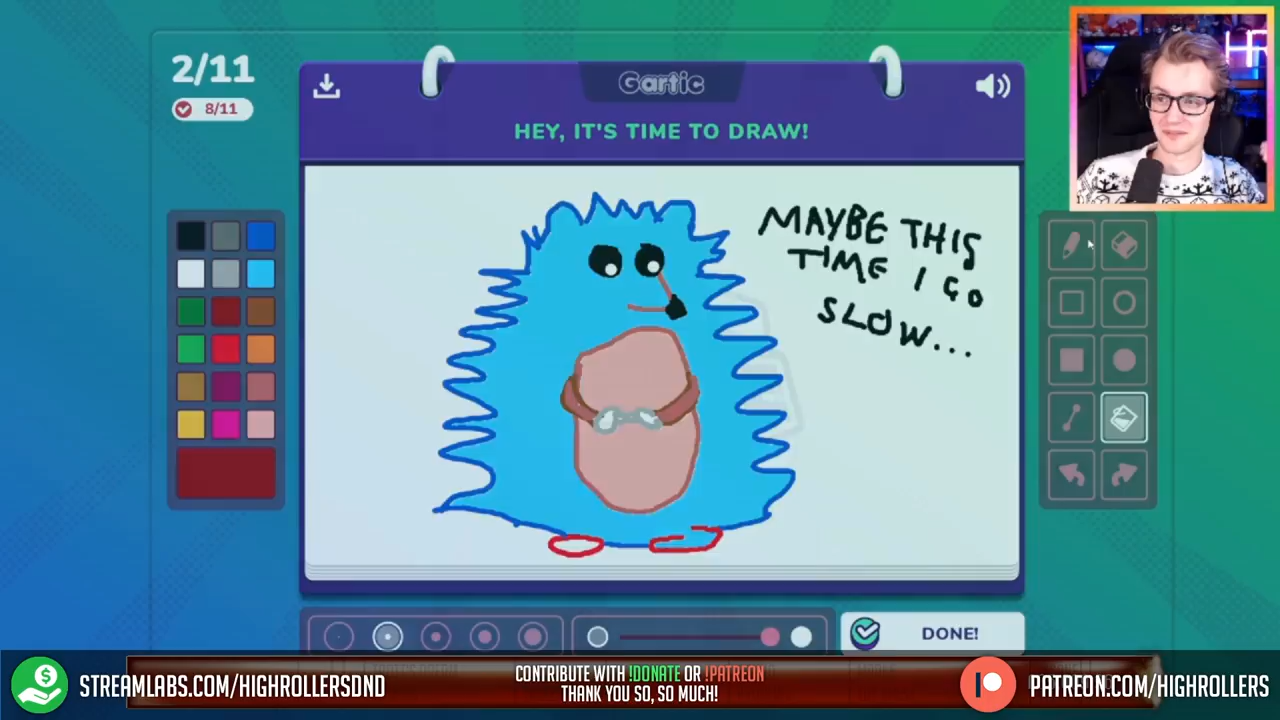 2/11
8/11
Gartic
HEY, IT'S TIME TO DRAW!
MAYBE THIS
TIME I GO
SLOW...
DONE!
HR
$
STREAMLABS.COM/HIGHROLLERSDND
CONTRIBUTE WITH !DONATE OR !PATREON
THANK YOU SO, SO MUCH!
PATREON.COM/HIGHROLLERS